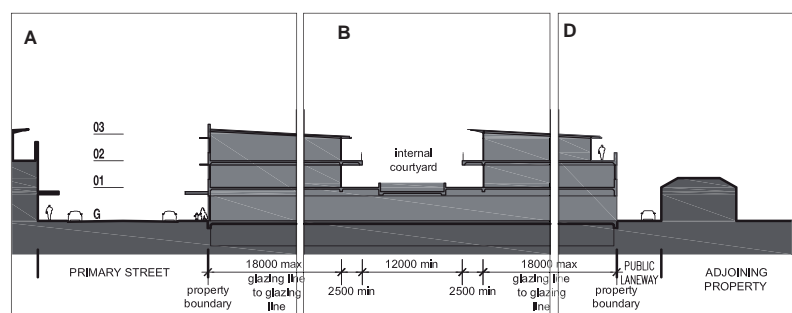 A
B
D
03
02
01
G
internal
courtyard
PRIMARY STREET
property
boundary
18000 max
glazing line
to glazing
line
2500 min
12000 min
2500 min
18000 max
glazing line
to glazing
line
property
boundary
PUBLIC
LANEWAY
ADJOINING
PROPERTY